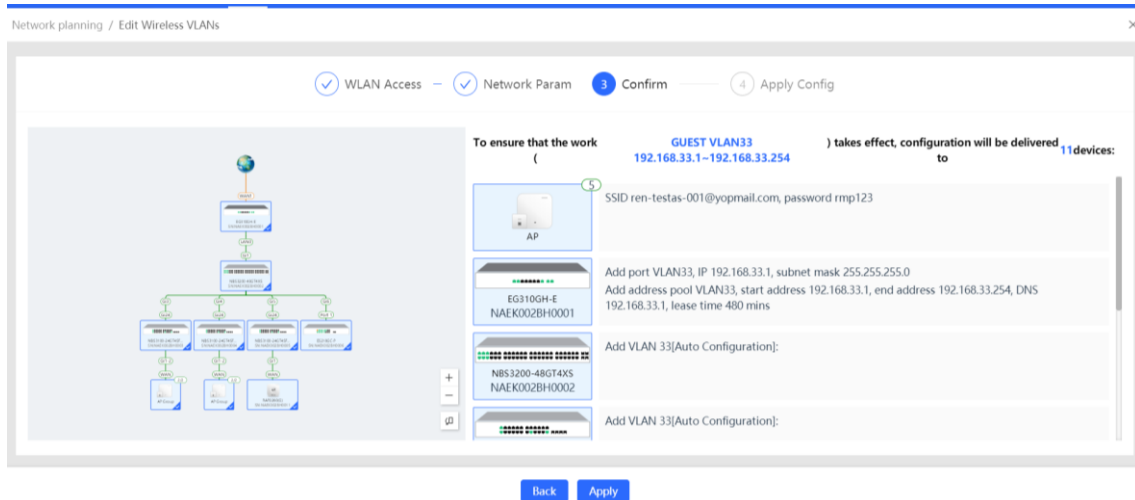 Network planning / Edit Wireless VLANs
WLAN Access
Network Param
3 Confirm
4 Apply Config
To ensure that the work (
GUEST VLAN33
192.168.33.1~192.168.33.254
) takes effect, configuration will be delivered to
11devices:
5
AP
SSID ren-testas-001@yopmail.com, password rmp123
EG310GH-E
NAEK002BH0001
Add port VLAN33, IP 192.168.33.1, subnet mask 255.255.255.0
Add address pool VLAN33, start address 192.168.33.1, end address 192.168.33.254, DNS
192.168.33.1, lease time 480 mins
NBS3200-48GT4XS
NAEK002BH0002
Add VLAN 33[Auto Configuration]:
Add VLAN 33[Auto Configuration]:
AP Group
AP Group
Back
Apply